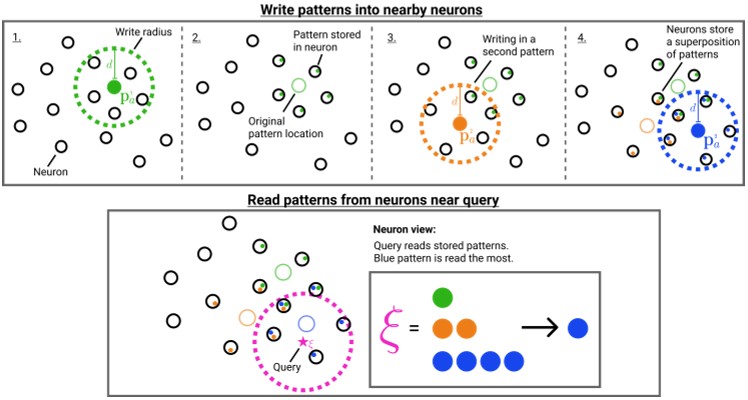 Write patterns into nearby neurons
1.
Write radius
d
p_a^1
Neuron
2.
Pattern stored
in neuron
Original
pattern location
3.
Writing in a
second pattern
d
p_a^2
4.
Neurons store
a superposition
of patterns
d
p_a^3
Read patterns from neurons near query
ξ
Query
Neuron view:
Query reads stored patterns.
Blue pattern is read the most.
ξ =